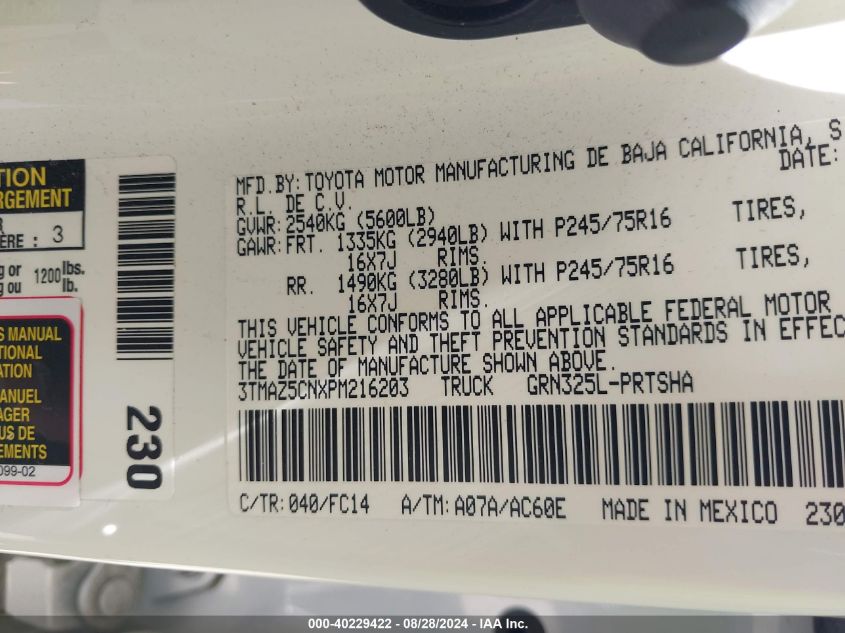 TION
RGEMENT
R
ÈRE : 3
g or
g ou 1200 lbs.
lb.
S MANUAL
TIONAL
ATION
ANUEL
AGER
US DE
EMENTS
099-02
230
MFD.BY:TOYOTA MOTOR MANUFACTURING DE BAJA CALIFORNIA, S
R.L. DE C.V. DATE:
GVWR:2540KG (5600LB)
GAWR:FRT. 1335KG (2940LB) WITH P245/75R16 TIRES,
16X7J RIMS.
RR. 1490KG (3280LB) WITH P245/75R16 TIRES,
16X7J RIMS.
THIS VEHICLE CONFORMS TO ALL APPLICABLE FEDERAL MOTOR
VEHICLE SAFETY AND THEFT PREVENTION STANDARDS IN EFFEC
THE DATE OF MANUFACTURE SHOWN ABOVE.
3TMAZ5CNXPM216203 TRUCK GRN325L-PRTSHA
C/TR:040/FC14 A/TM:A07A/AC60E MADE IN MEXICO 230
000-40229422 - 08/28/2024 - IAA Inc.